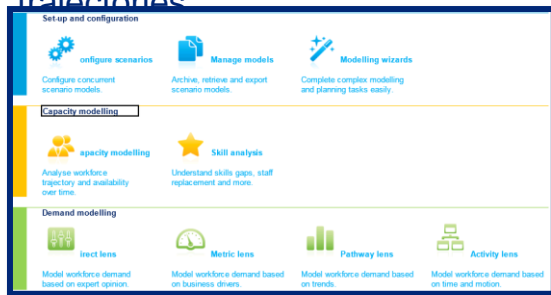 Trajectories
Set-up and configuration
onfigure scenarios
Manage models
Modelling wizards
Configure concurrent
scenario models.
Archive, retrieve and export
scenario models.
Complete complex modelling
and planning tasks easily.
Capacity modelling
apacity modelling
Skill analysis
Analyse workforce
trajectory and availability
over time.
Understand skills gaps, staff
replacement and more.
Demand modelling
irect lens
Metric lens
Pathway lens
Activity lens
Model workforce demand
based on expert opinion.
Model workforce demand based
on business drivers.
Model workforce demand based
on trends.
Model workforce demand based
on time and motion.